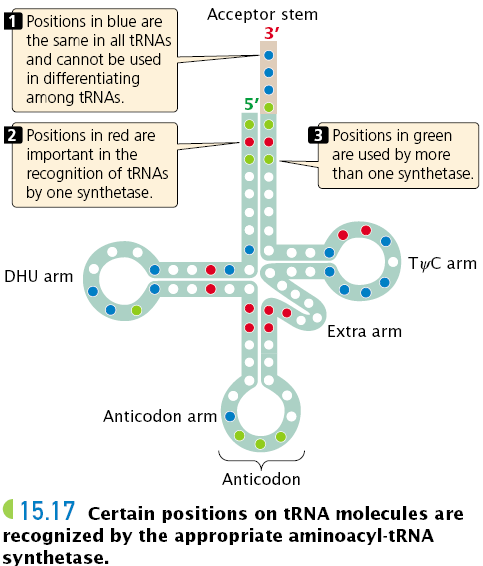 Acceptor stem
1 Positions in blue are
the same in all tRNAs
and cannot be used
in differentiating
among tRNAs.
3′
5′
2 Positions in red are
important in the
recognition of tRNAs
by one synthetase.
3 Positions in green
are used by more
than one synthetase.
DHU arm
TψC arm
Extra arm
Anticodon arm
Anticodon
15.17 Certain positions on tRNA molecules are
recognized by the appropriate aminoacyl-tRNA
synthetase.